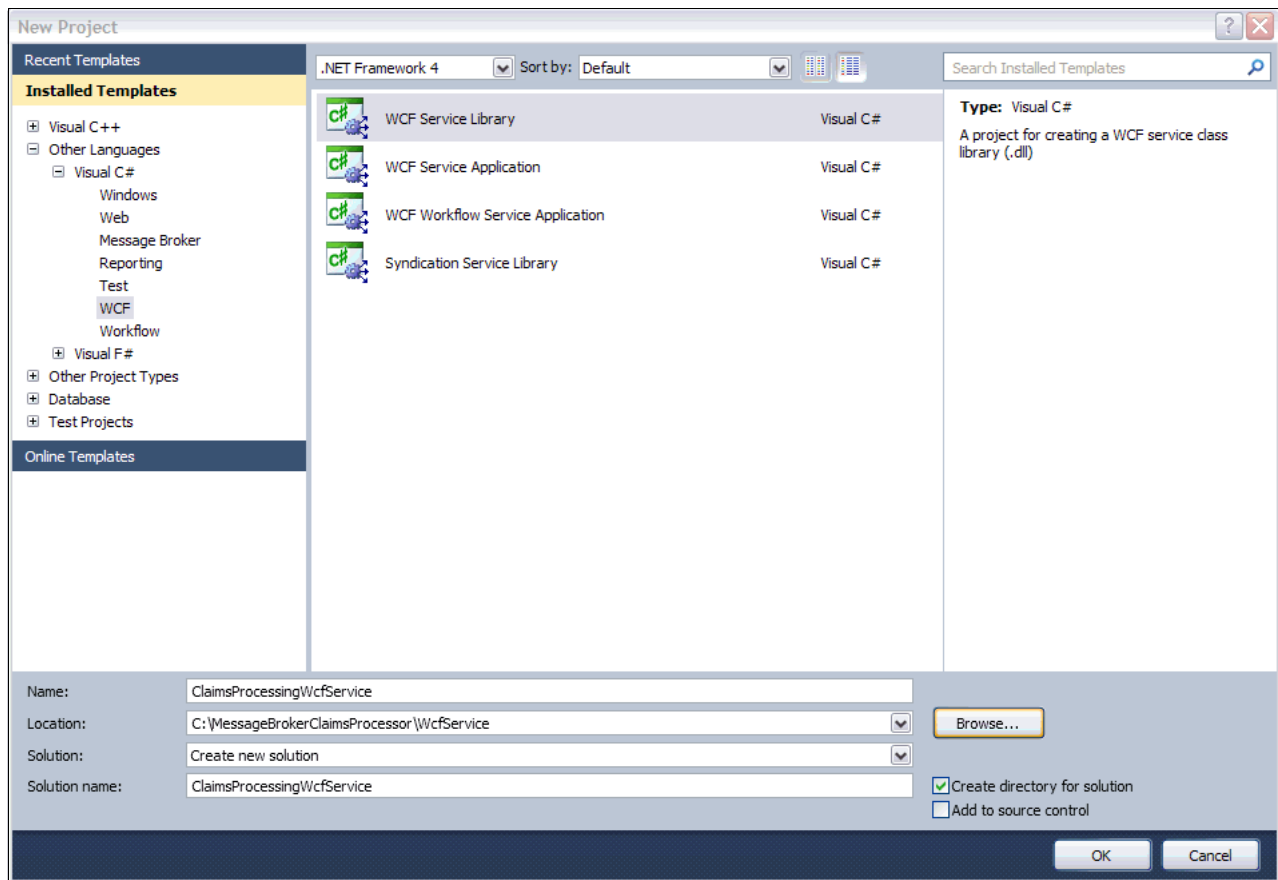 New Project
Recent Templates
Installed Templates
Visual C++
Other Languages
Visual C#
Windows
Web
Message Broker
Reporting
Test
WCF
Workflow
Visual F#
Other Project Types
Database
Test Projects
Online Templates
.NET Framework 4
Sort by: Default
WCF Service Library Visual C#
WCF Service Application Visual C#
WCF Workflow Service Application Visual C#
Syndication Service Library Visual C#
Search Installed Templates
Type: Visual C#
A project for creating a WCF service class
library (.dll)
Name: ClaimsProcessingWcfService
Location: C:\MessageBrokerClaimsProcessor\WcfService
Browse...
Solution: Create new solution
Solution name: ClaimsProcessingWcfService
Create directory for solution
Add to source control
OK Cancel